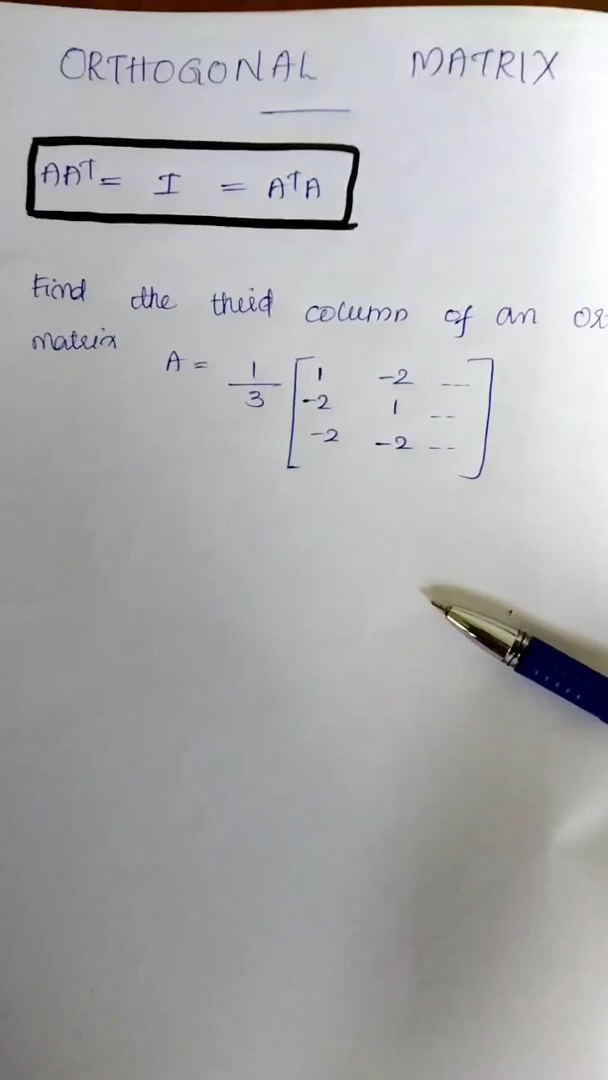 ORTHOGONAL MATRIX
AAᵀ = I = AᵀA
Find the third column of an or
matrix
A = 1/3 [ 1 -2 ---
-2 1 --
-2 -2 -- ]